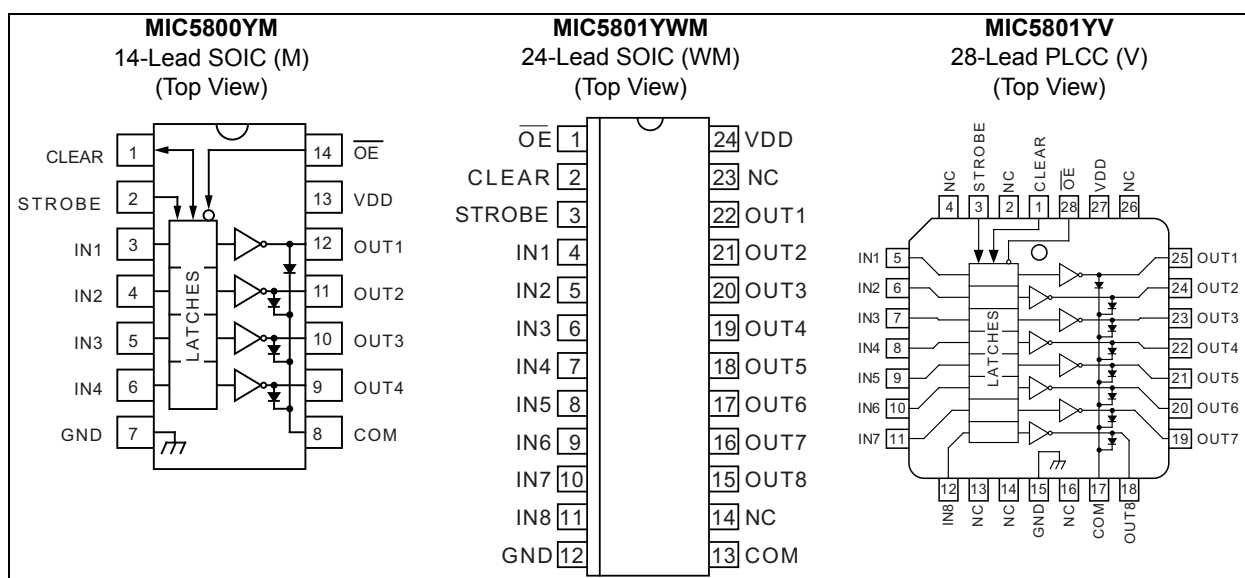 MIC5800YM
14-Lead SOIC (M)
(Top View)
CLEAR 1
STROBE 2
IN1 3
IN2 4
IN3 5
IN4 6
GND 7
14 OE
13 VDD
12 OUT1
11 OUT2
10 OUT3
9 OUT4
8 COM
LATCHES
MIC5801YWM
24-Lead SOIC (WM)
(Top View)
OE 1
CLEAR 2
STROBE 3
IN1 4
IN2 5
IN3 6
IN4 7
IN5 8
IN6 9
IN7 10
IN8 11
GND 12
24 VDD
23 NC
22 OUT1
21 OUT2
20 OUT3
19 OUT4
18 OUT5
17 OUT6
16 OUT7
15 OUT8
14 NC
13 COM
MIC5801YV
28-Lead PLCC (V)
(Top View)
NC 4
STROBE 3
NC 2
CLEAR 1
OE 28
VDD 27
NC 26
IN1 5
IN2 6
IN3 7
IN4 8
IN5 9
IN6 10
IN7 11
LATCHES
25 OUT1
24 OUT2
23 OUT3
22 OUT4
21 OUT5
20 OUT6
19 OUT7
12 IN8
13 NC
14 NC
15 GND
16 NC
17 COM
18 OUT8